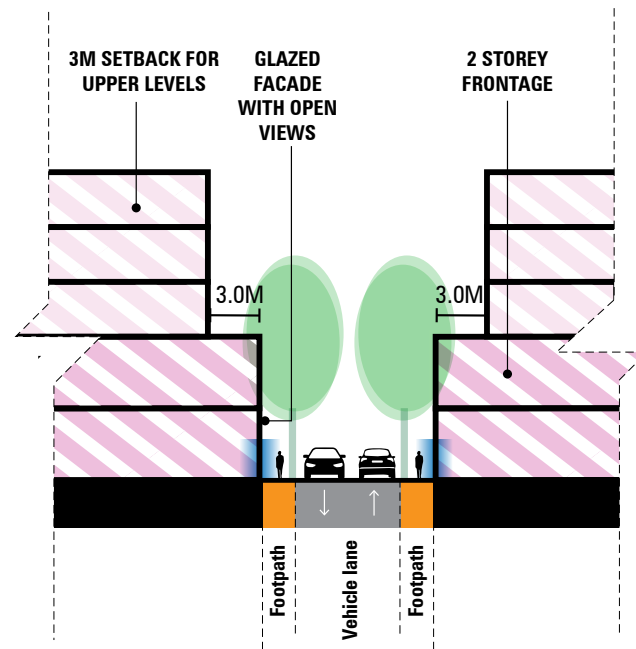 3M SETBACK FOR
UPPER LEVELS
GLAZED
FACADE
WITH OPEN
VIEWS
2 STOREY
FRONTAGE
3.0M
3.0M
Footpath
Vehicle lane
Footpath